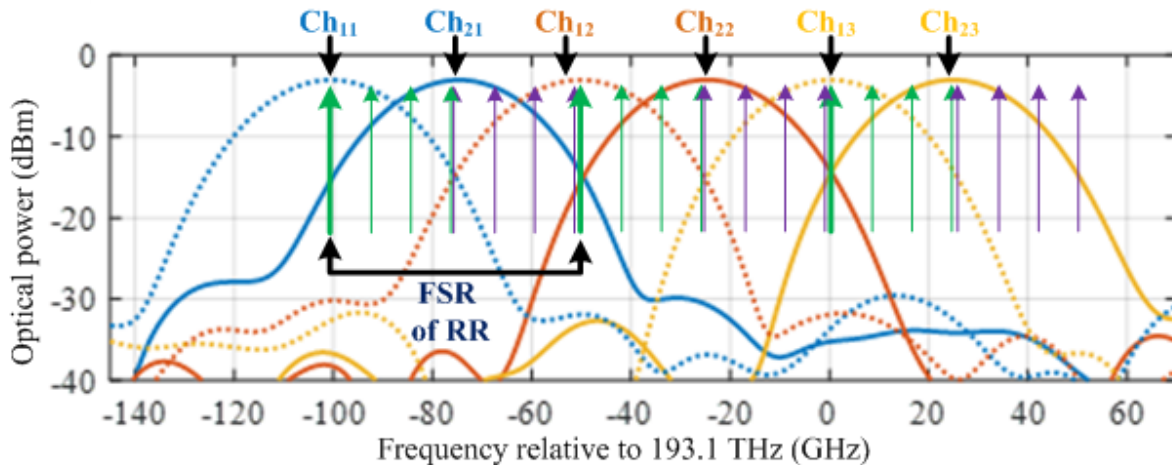 Ch11 Ch21 Ch12 Ch22 Ch13 Ch23
0
-10
-20
-30
-40
Optical power (dBm)
FSR
of RR
-140 -120 -100 -80 -60 -40 -20 0 20 40 60
Frequency relative to 193.1 THz (GHz)